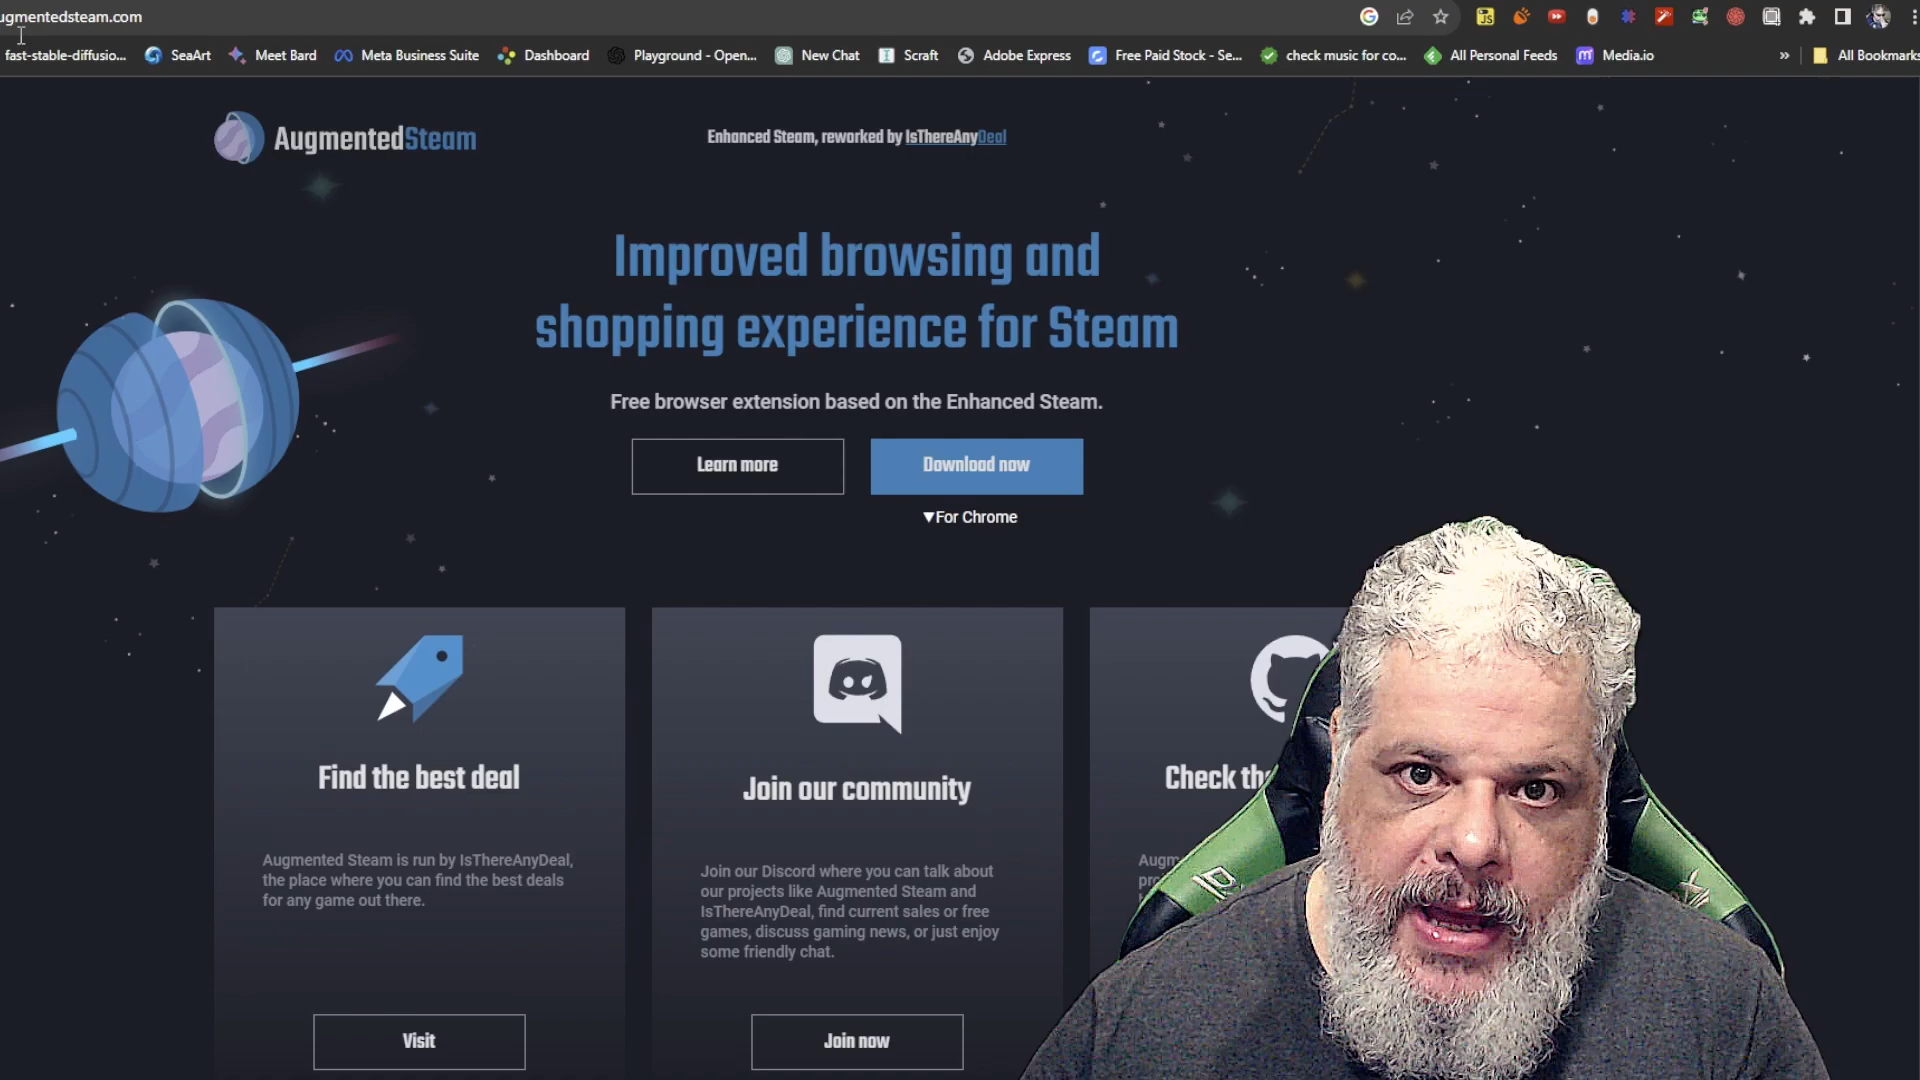 ugmentedsteam.com
fast-stable-diffusio... SeaArt Meet Bard Meta Business Suite Dashboard Playground - Open... New Chat Scraft Adobe Express Free Paid Stock - Se... check music for co... All Personal Feeds Media.io » All Bookmarks
AugmentedSteam
Enhanced Steam, reworked by IsThereAnyDeal
Improved browsing and
shopping experience for Steam
Free browser extension based on the Enhanced Steam.
Learn more
Download now
▼For Chrome
Find the best deal
Augmented Steam is run by IsThereAnyDeal,
the place where you can find the best deals
for any game out there.
Visit
Join our community
Join our Discord where you can talk about
our projects like Augmented Steam and
IsThereAnyDeal, find current sales or free
games, discuss gaming news, or just enjoy
some friendly chat.
Join now
Check the
Augm